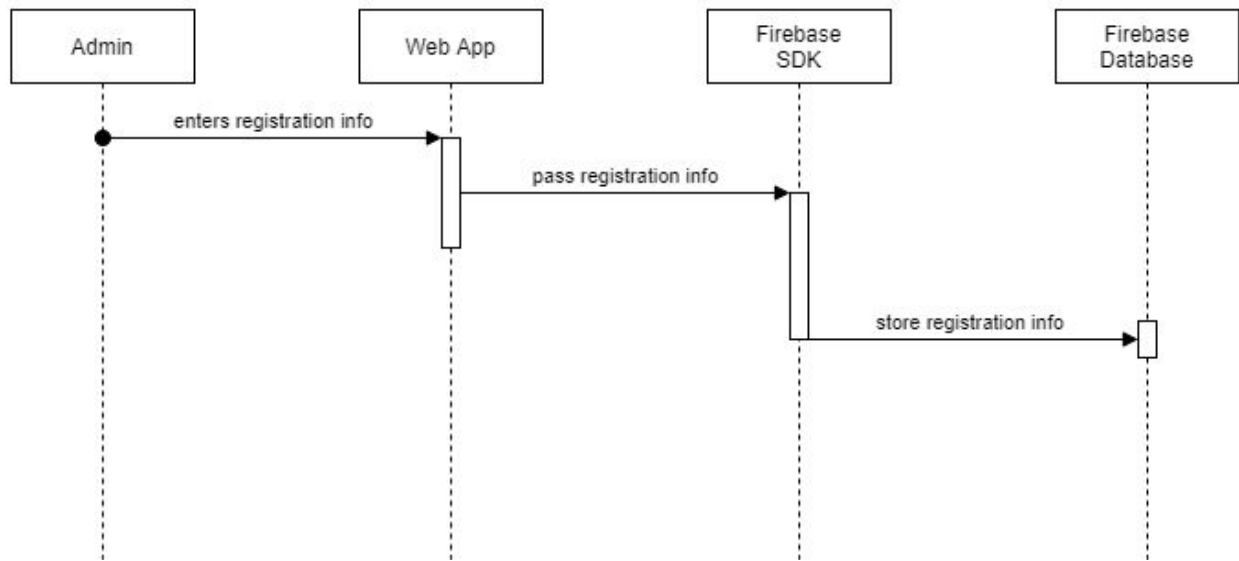 Admin
Web App
Firebase
SDK
Firebase
Database
enters registration info
pass registration info
store registration info